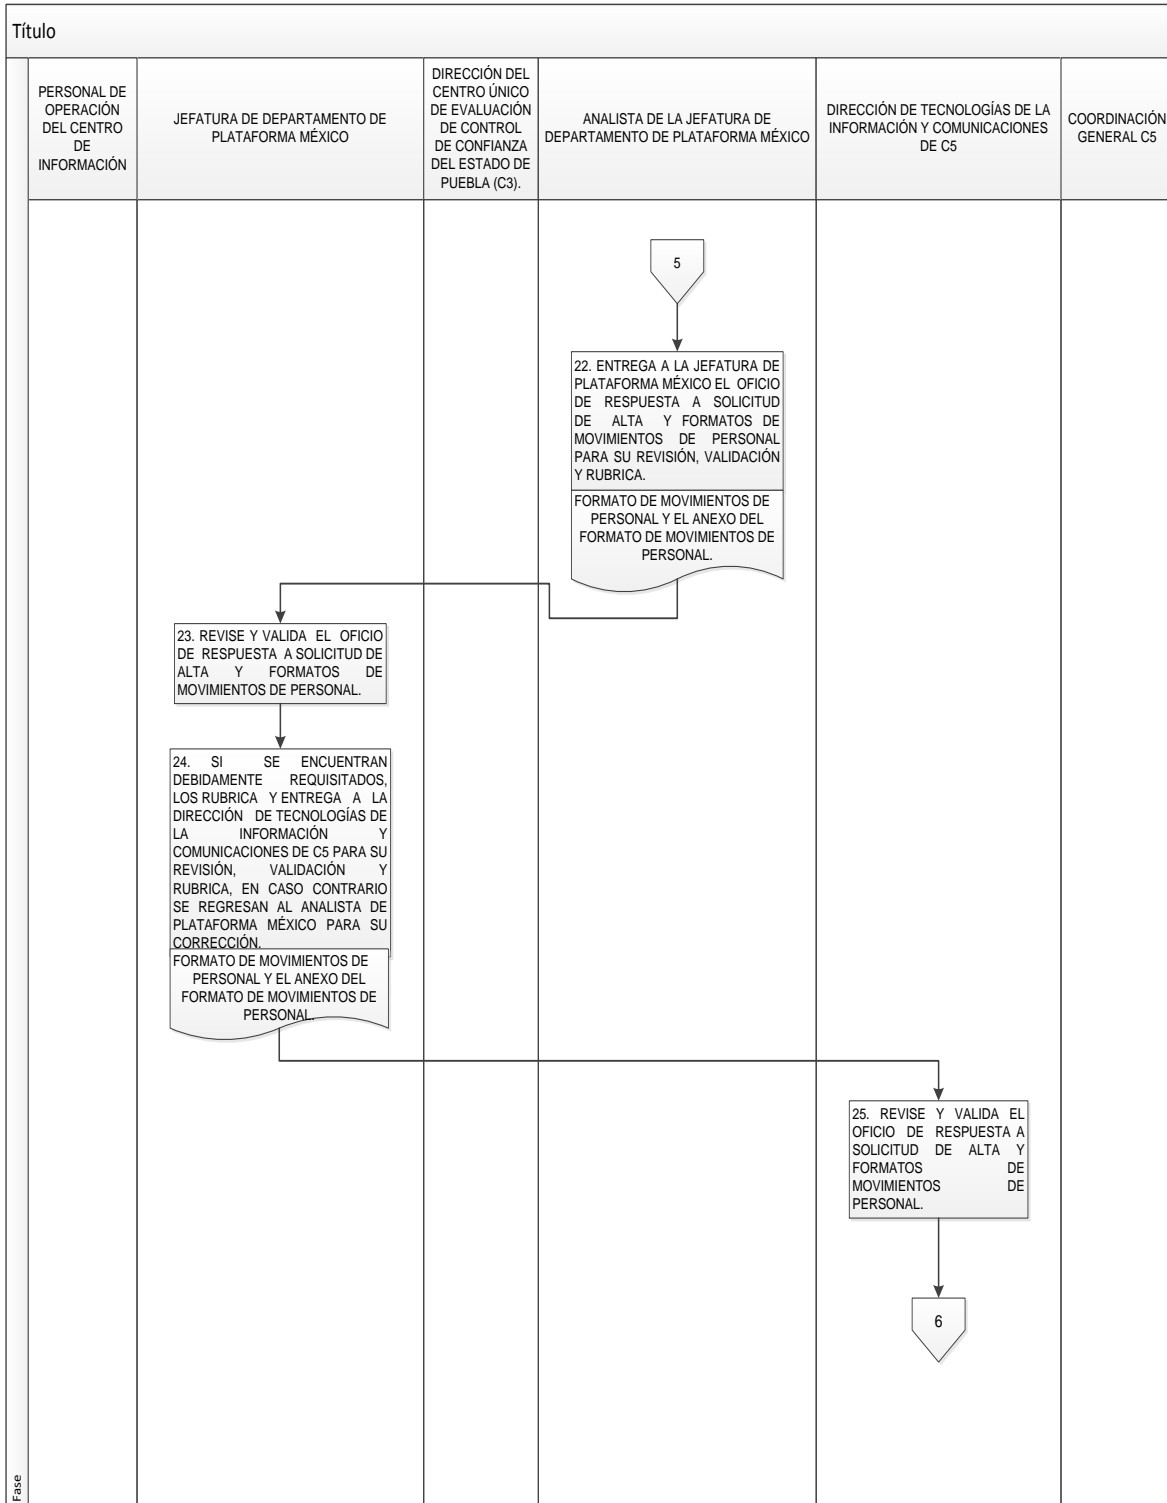 Título
PERSONAL DE
OPERACIÓN
DEL CENTRO
DE
INFORMACIÓN
JEFATURA DE DEPARTAMENTO DE
PLATAFORMA MÉXICO
DIRECCIÓN DEL
CENTRO ÚNICO
DE EVALUACIÓN
DE CONTROL
DE CONFIANZA
DEL ESTADO DE
PUEBLA (C3).
ANALISTA DE LA JEFATURA DE
DEPARTAMENTO DE PLATAFORMA MÉXICO
DIRECCIÓN DE TECNOLOGÍAS DE LA
INFORMACIÓN Y COMUNICACIONES
DE C5
COORDINACIÓN
GENERAL C5
5
22. ENTREGA A LA JEFATURA DE
PLATAFORMA MÉXICO EL OFICIO
DE RESPUESTA A SOLICITUD
DE ALTA Y FORMATOS DE
MOVIMIENTOS DE PERSONAL
PARA SU REVISIÓN, VALIDACIÓN
Y RUBRICA.
FORMATO DE MOVIMIENTOS DE
PERSONAL Y EL ANEXO DEL
FORMATO DE MOVIMIENTOS DE
PERSONAL.
23. REVISE Y VALIDA EL OFICIO
DE RESPUESTA A SOLICITUD DE
ALTA Y FORMATOS DE
MOVIMIENTOS DE PERSONAL.
24. SI SE ENCUENTRAN
DEBIDAMENTE REQUISITADOS,
LOS RUBRICA Y ENTREGA A LA
DIRECCIÓN DE TECNOLOGÍAS DE
LA INFORMACIÓN Y
COMUNICACIONES DE C5 PARA SU
REVISIÓN, VALIDACIÓN Y
RUBRICA, EN CASO CONTRARIO
SE REGRESAN AL ANALISTA DE
PLATAFORMA MÉXICO PARA SU
CORRECCIÓN.
FORMATO DE MOVIMIENTOS DE
PERSONAL Y EL ANEXO DEL
FORMATO DE MOVIMIENTOS DE
PERSONAL.
25. REVISE Y VALIDA EL
OFICIO DE RESPUESTA A
SOLICITUD DE ALTA Y
FORMATOS DE
MOVIMIENTOS DE
PERSONAL.
6
Fase